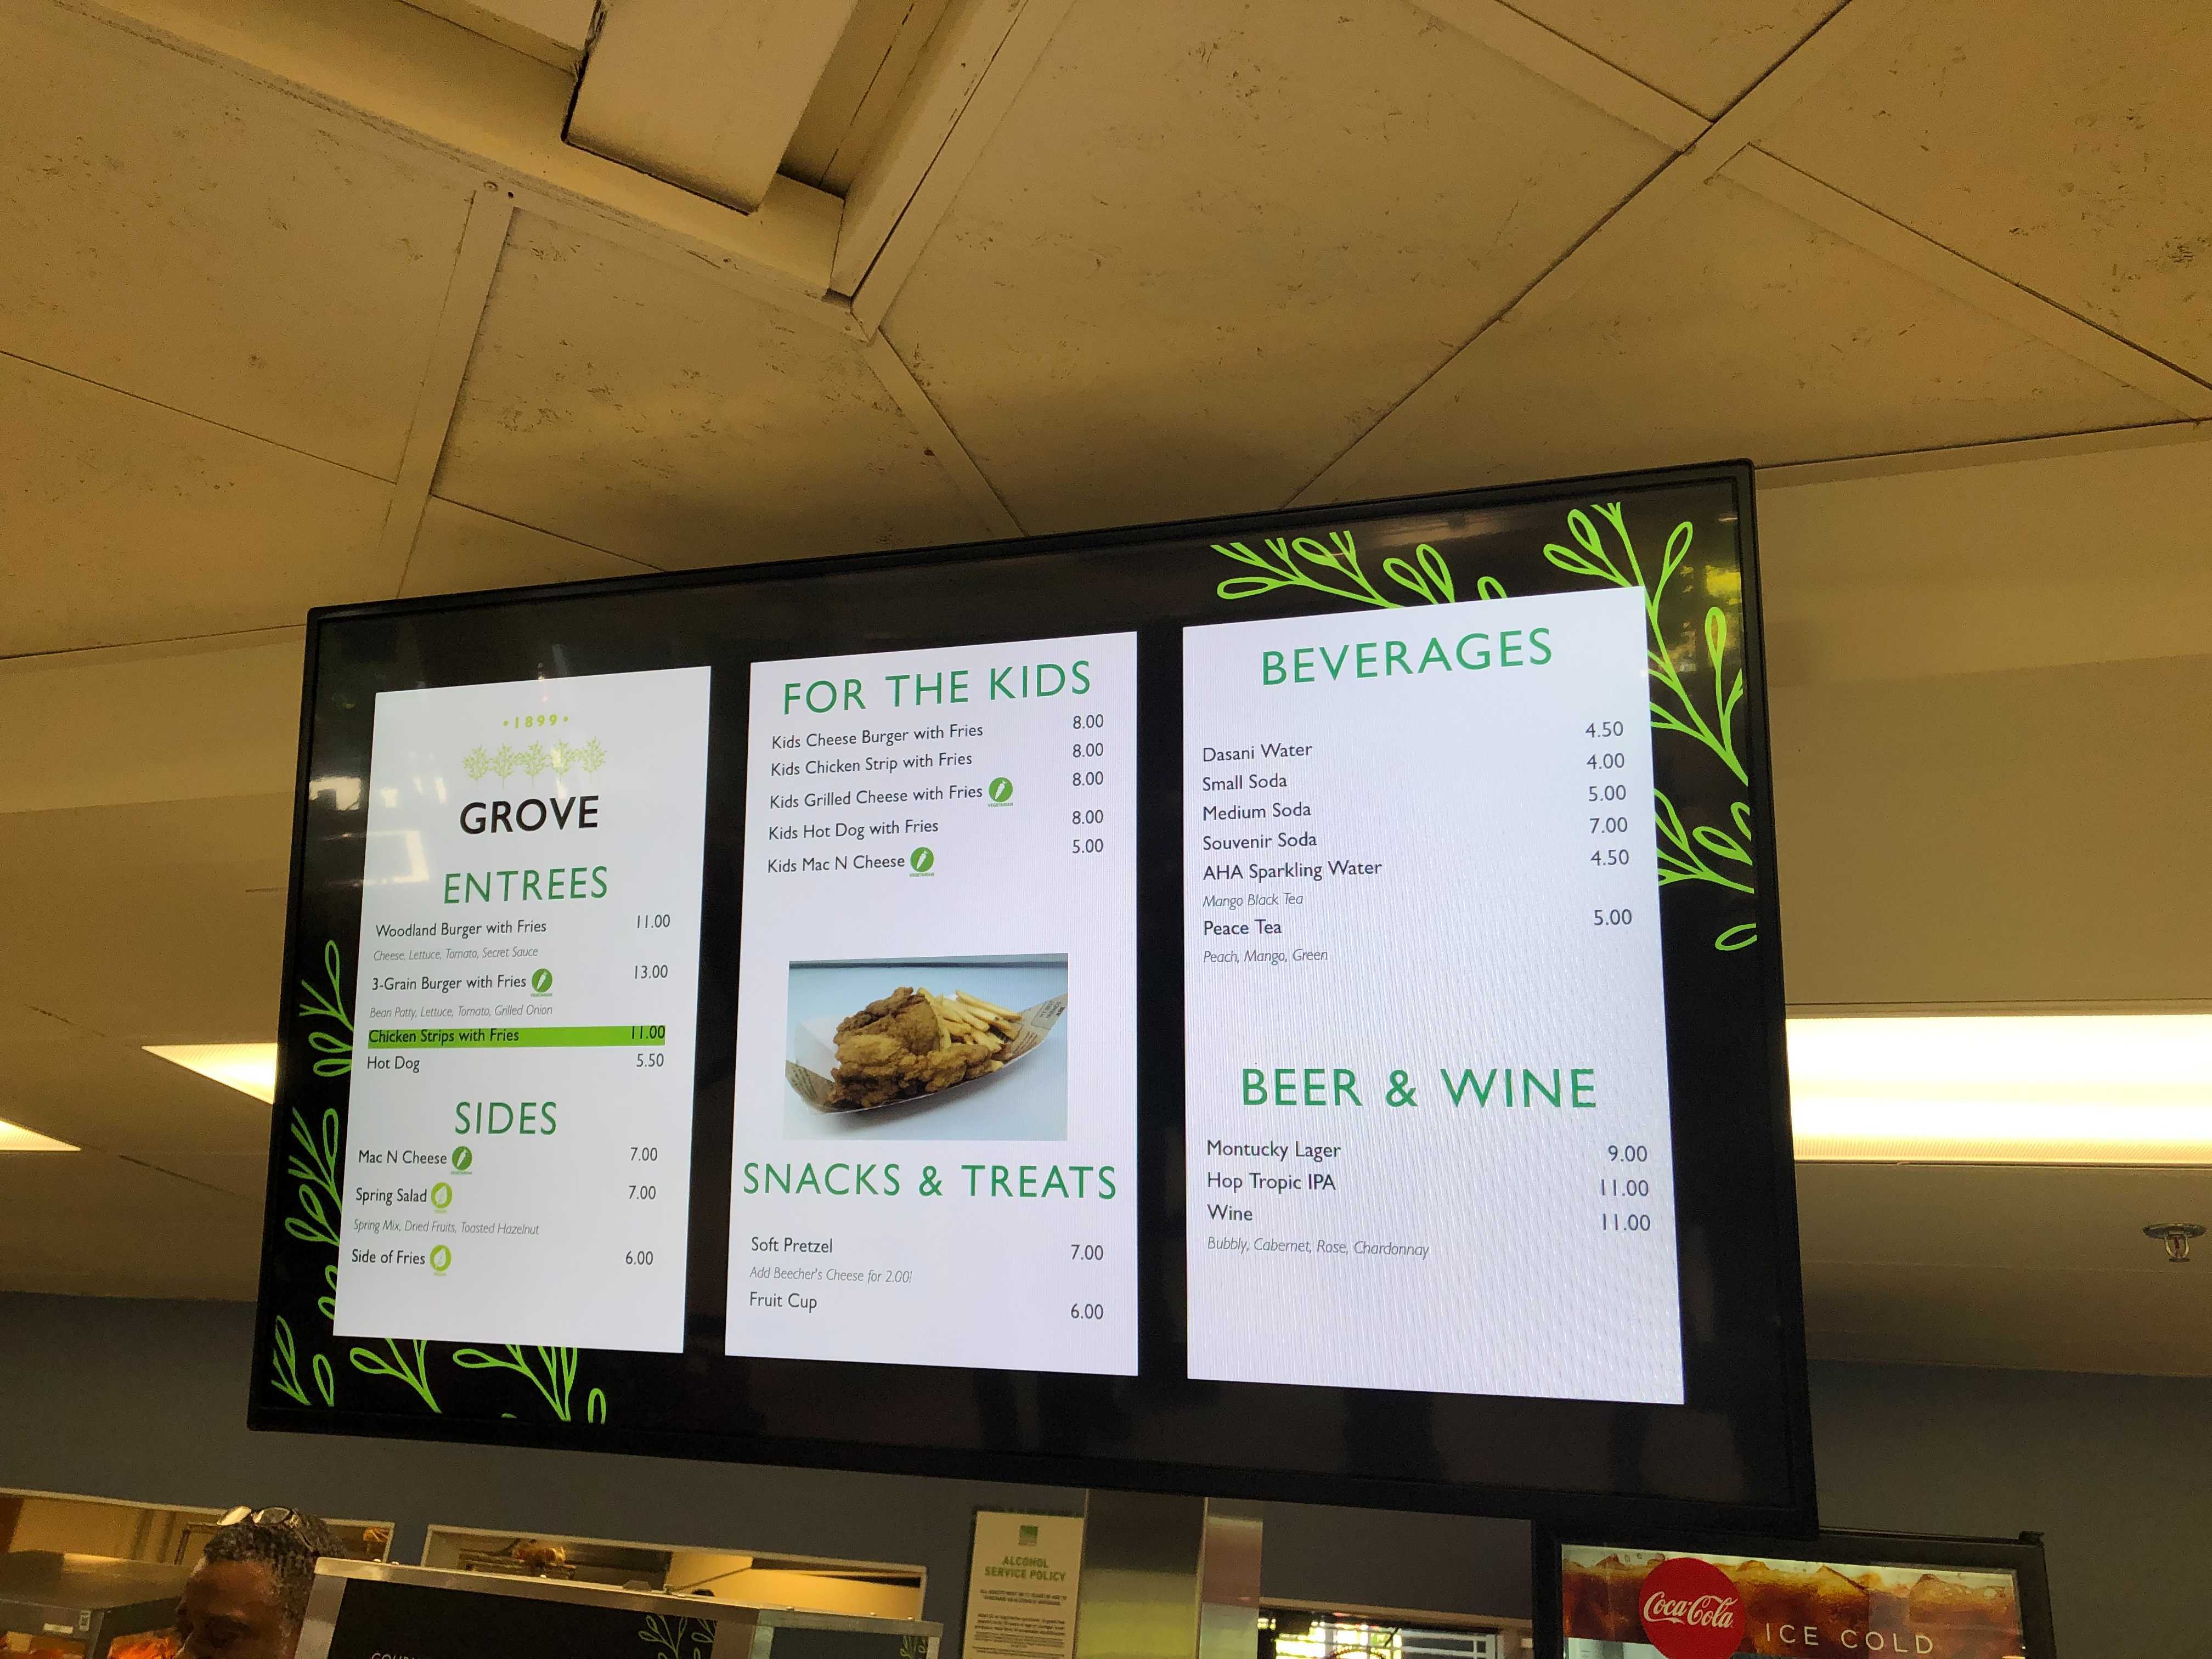 •1899•
GROVE
ENTREES
Woodland Burger with Fries 11.00
Cheese, Lettuce, Tomato, Secret Sauce
3-Grain Burger with Fries VEGETARIAN 13.00
Bean Patty, Lettuce, Tomato, Grilled Onion
Chicken Strips with Fries 11.00
Hot Dog 5.50
SIDES
Mac N Cheese VEGETARIAN 7.00
Spring Salad 7.00
Spring Mix, Dried Fruits, Toasted Hazelnut
Side of Fries 6.00
FOR THE KIDS
Kids Cheese Burger with Fries 8.00
Kids Chicken Strip with Fries 8.00
Kids Grilled Cheese with Fries VEGETARIAN 8.00
Kids Hot Dog with Fries 8.00
Kids Mac N Cheese VEGETARIAN 5.00
SNACKS & TREATS
Soft Pretzel 7.00
Add Beecher's Cheese for 2.00!
Fruit Cup 6.00
BEVERAGES
Dasani Water 4.50
Small Soda 4.00
Medium Soda 5.00
Souvenir Soda 7.00
AHA Sparkling Water 4.50
Mango Black Tea
Peace Tea 5.00
Peach, Mango, Green
BEER & WINE
Montucky Lager 9.00
Hop Tropic IPA 11.00
Wine 11.00
Bubbly, Cabernet, Rose, Chardonnay
ALCOHOL
SERVICE POLICY
Coca-Cola
ICE COLD